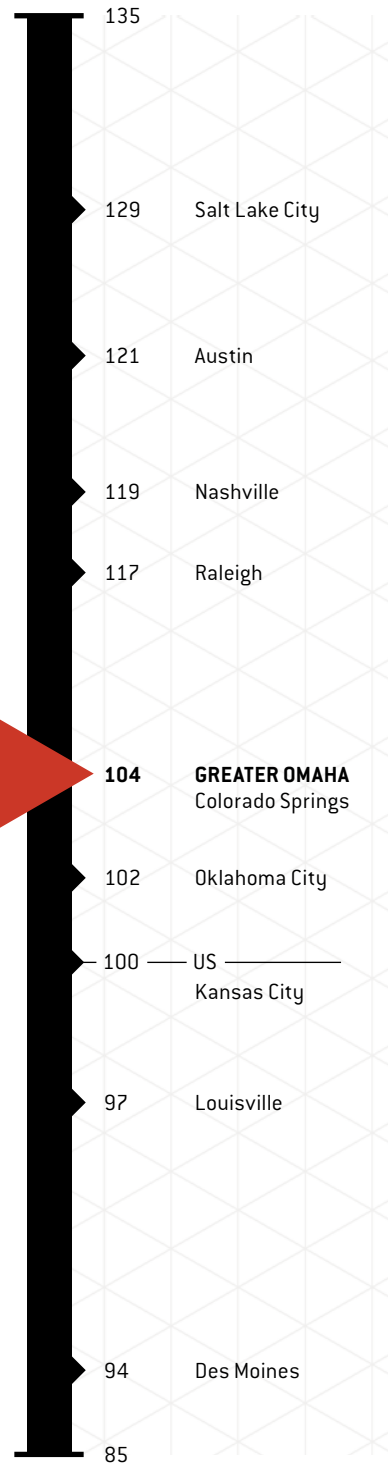 135
129 Salt Lake City
121 Austin
119 Nashville
117 Raleigh
104 GREATER OMAHA
Colorado Springs
102 Oklahoma City
100 US
Kansas City
97 Louisville
94 Des Moines
85